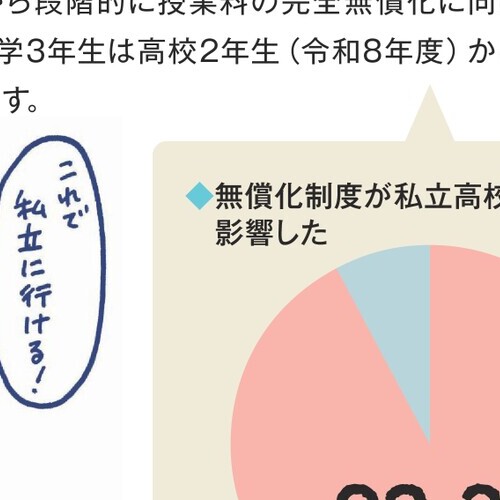 ら段階的に授業料の完全無償化に向
学3年生は高校2年生(令和8年度)か
す。
これで
私立に行ける!
◆無償化制度が私立高校
影響した